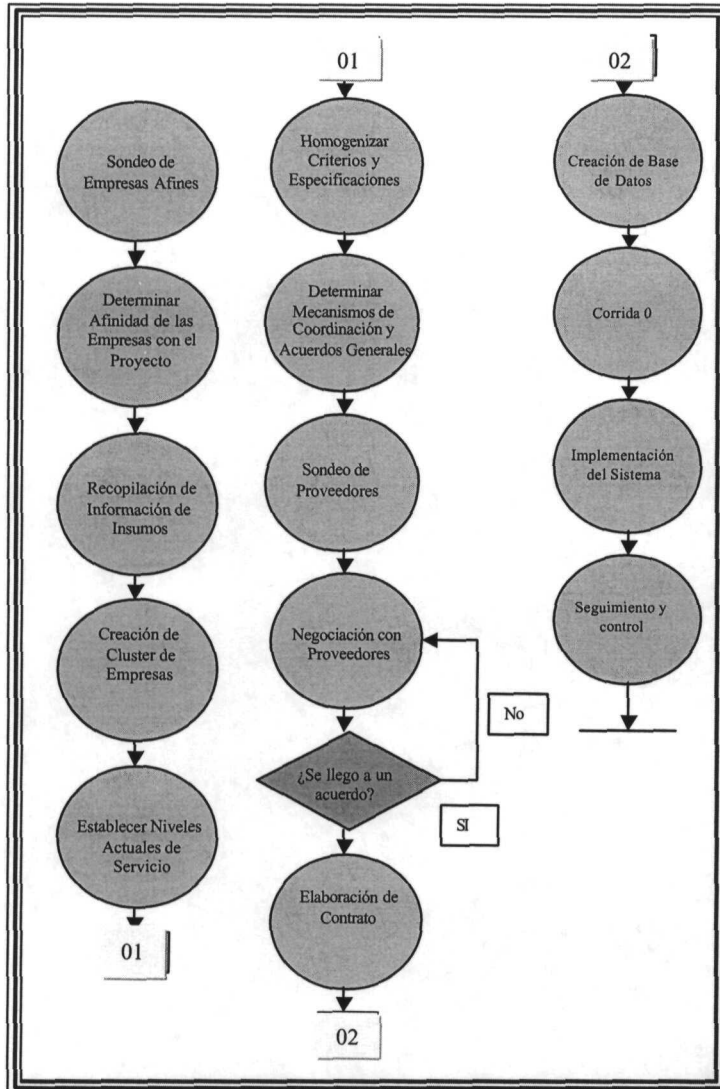 Sondeo de
Empresas Afines
Determinar
Afinidad de las
Empresas con el
Proyecto
Recopilación de
Información de
Insumos
Creación de
Cluster de
Empresas
Establecer Niveles
Actuales de
Servicio
01
01
Homogenizar
Criterios y
Especificaciones
Determinar
Mecanismos de
Coordinación y
Acuerdos Generales
Sondeo de
Proveedores
Negociación con
Proveedores
¿Se llego a un
acuerdo?
No
SI
Elaboración de
Contrato
02
02
Creación de Base
de Datos
Corrida 0
Implementación
del Sistema
Seguimiento y
control